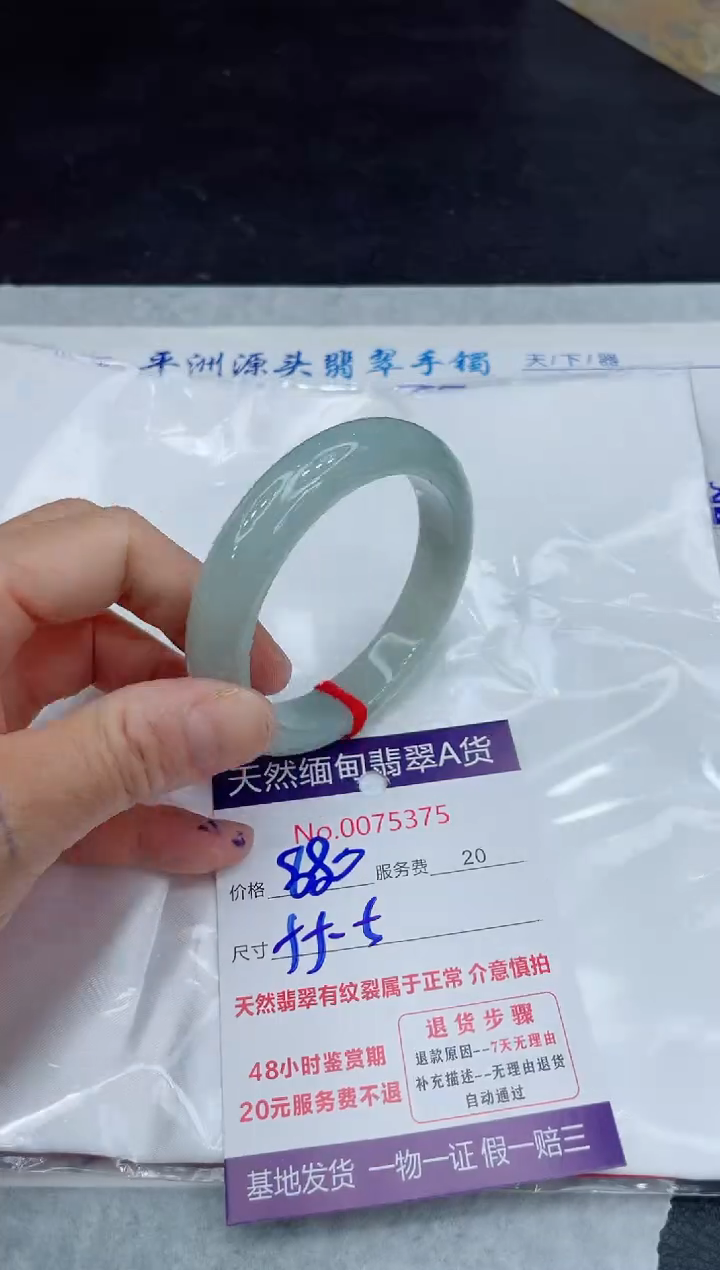 平洲源头翡翠手镯 天/下/器
天然缅甸翡翠A货
No.0075375
价格 880 服务费 20
尺寸
天然翡翠有纹裂属于正常 介意慎拍
48小时鉴赏期
20元服务费不退
退货步骤
退款原因--7天无理由
补充描述--无理由退货
自动通过
基地发货 一物一证 假一赔三